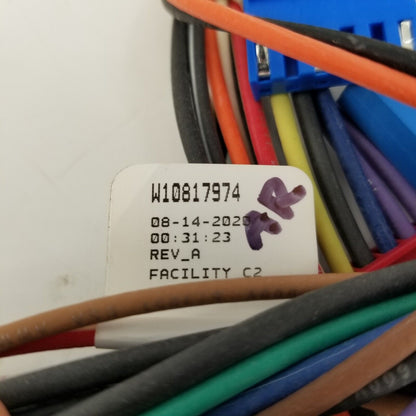 W10817974
08-14-2020
00:31:23
REV_A
FACILITY C2